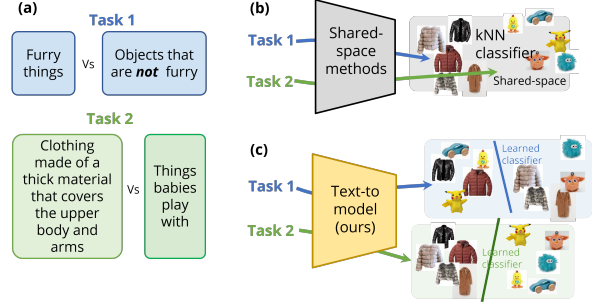 (a)
Task 1
Furry
things
Vs
Objects that
are not furry
Task 2
Clothing
made of a
thick material
that covers
the upper
body and
arms
Vs
Things
babies
play
with
(b)
Task 1
Task 2
Shared-
space
methods
kNN
classifier
Shared-space
(c)
Task 1
Task 2
Text-to
model
(ours)
Learned
classifier
Learned
classifier